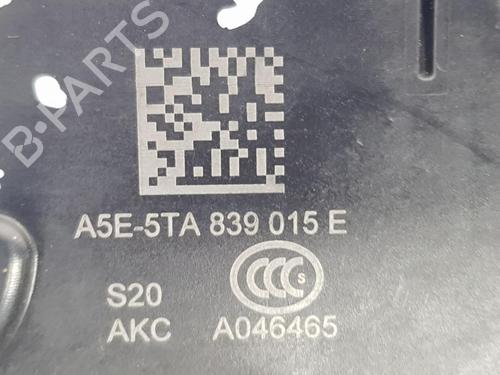 B-PARTS
A5E-5TA 839 015 E
CCC S
S20
AKC A046465